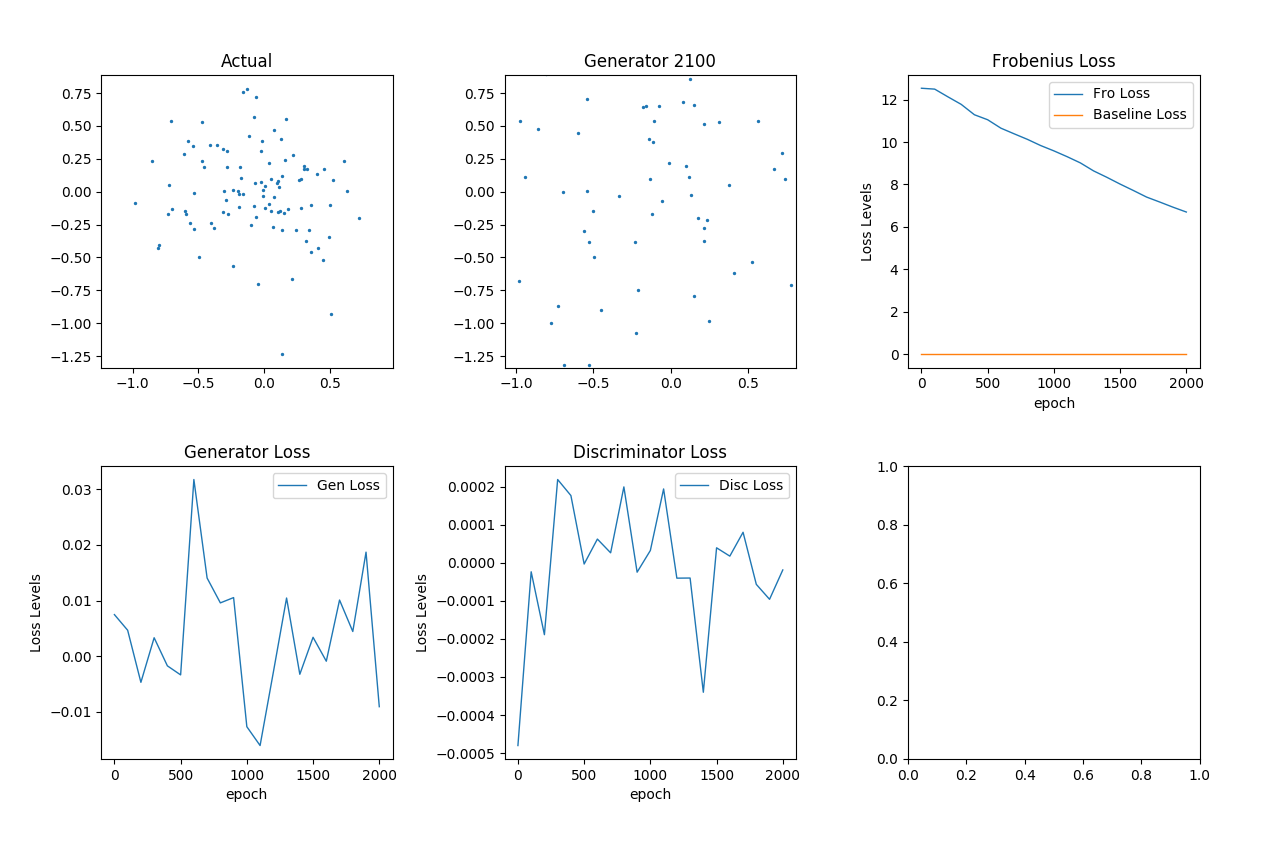 Actual
0.75
0.50
0.25
0.00
−0.25
−0.50
−0.75
−1.00
−1.25
−1.0 −0.5 0.0 0.5
Generator 2100
0.75
0.50
0.25
0.00
−0.25
−0.50
−0.75
−1.00
−1.25
−1.0 −0.5 0.0 0.5
Frobenius Loss
Fro Loss
Baseline Loss
Loss Levels
12
10
8
6
4
2
0
0 500 1000 1500 2000
epoch
Generator Loss
Gen Loss
Loss Levels
0.03
0.02
0.01
0.00
−0.01
0 500 1000 1500 2000
epoch
Discriminator Loss
Disc Loss
Loss Levels
0.0002
0.0001
0.0000
−0.0001
−0.0002
−0.0003
−0.0004
−0.0005
0 500 1000 1500 2000
epoch
1.0
0.8
0.6
0.4
0.2
0.0
0.0 0.2 0.4 0.6 0.8 1.0